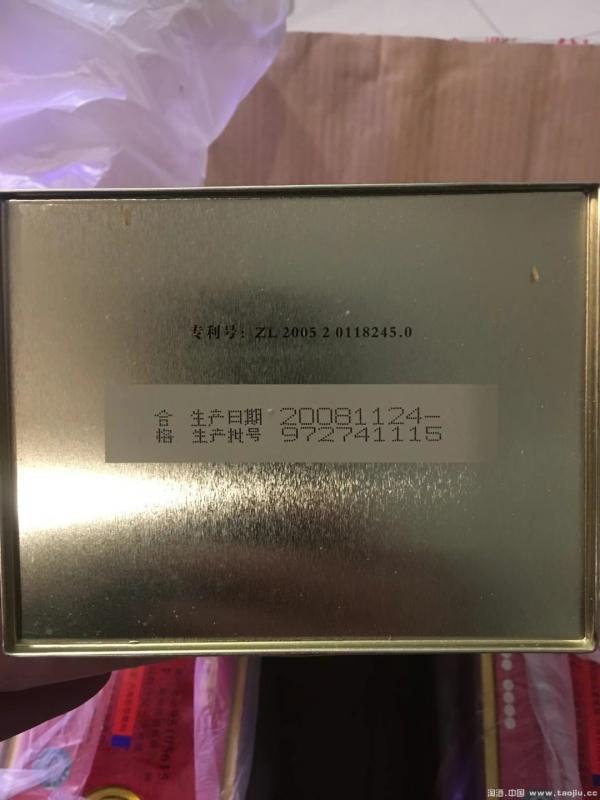 专利号：ZL 2005 2 0118245.0
合 生产日期 20081124-
格 生产批号 972741115
淘酒.中国 www.taojiu.cc